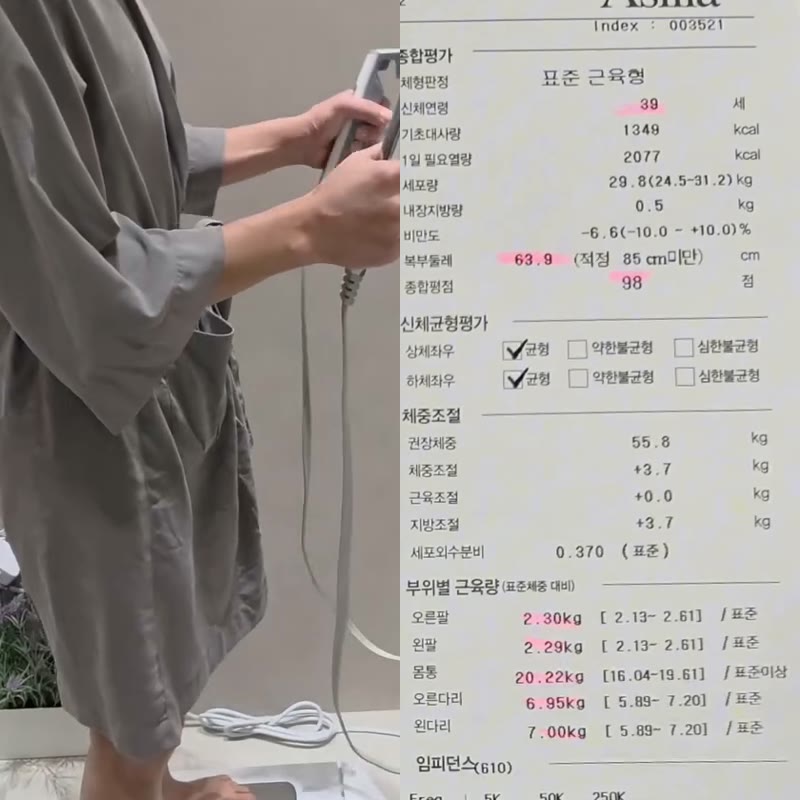 Index : 003521
종합평가
체형판정 표준 근육형
신체연령 39 세
기초대사량 1349 kcal
1일 필요열량 2077 kcal
세포량 29.8(24.5-31.2) kg
내장지방량 0.5 kg
비만도 -6.6(-10.0 ~ +10.0) %
복부둘레 63.9 (적정 85 cm미만) cm
종합평점 98 점
신체균형평가
상체좌우 균형 약한불균형 심한불균형
하체좌우 균형 약한불균형 심한불균형
체중조절
권장체중 55.8 kg
체중조절 +3.7 kg
근육조절 +0.0 kg
지방조절 +3.7 kg
세포외수분비 0.370 (표준)
부위별 근육량 (표준체중 대비)
오른팔 2.30kg [ 2.13~ 2.61] /표준
왼팔 2.29kg [ 2.13~ 2.61] /표준
몸통 20.22kg [16.04~19.61] /표준이상
오른다리 6.95kg [ 5.89~ 7.20] /표준
왼다리 7.00kg [ 5.89~ 7.20] /표준
임피던스(610)
Freq : 5K 50K 250K